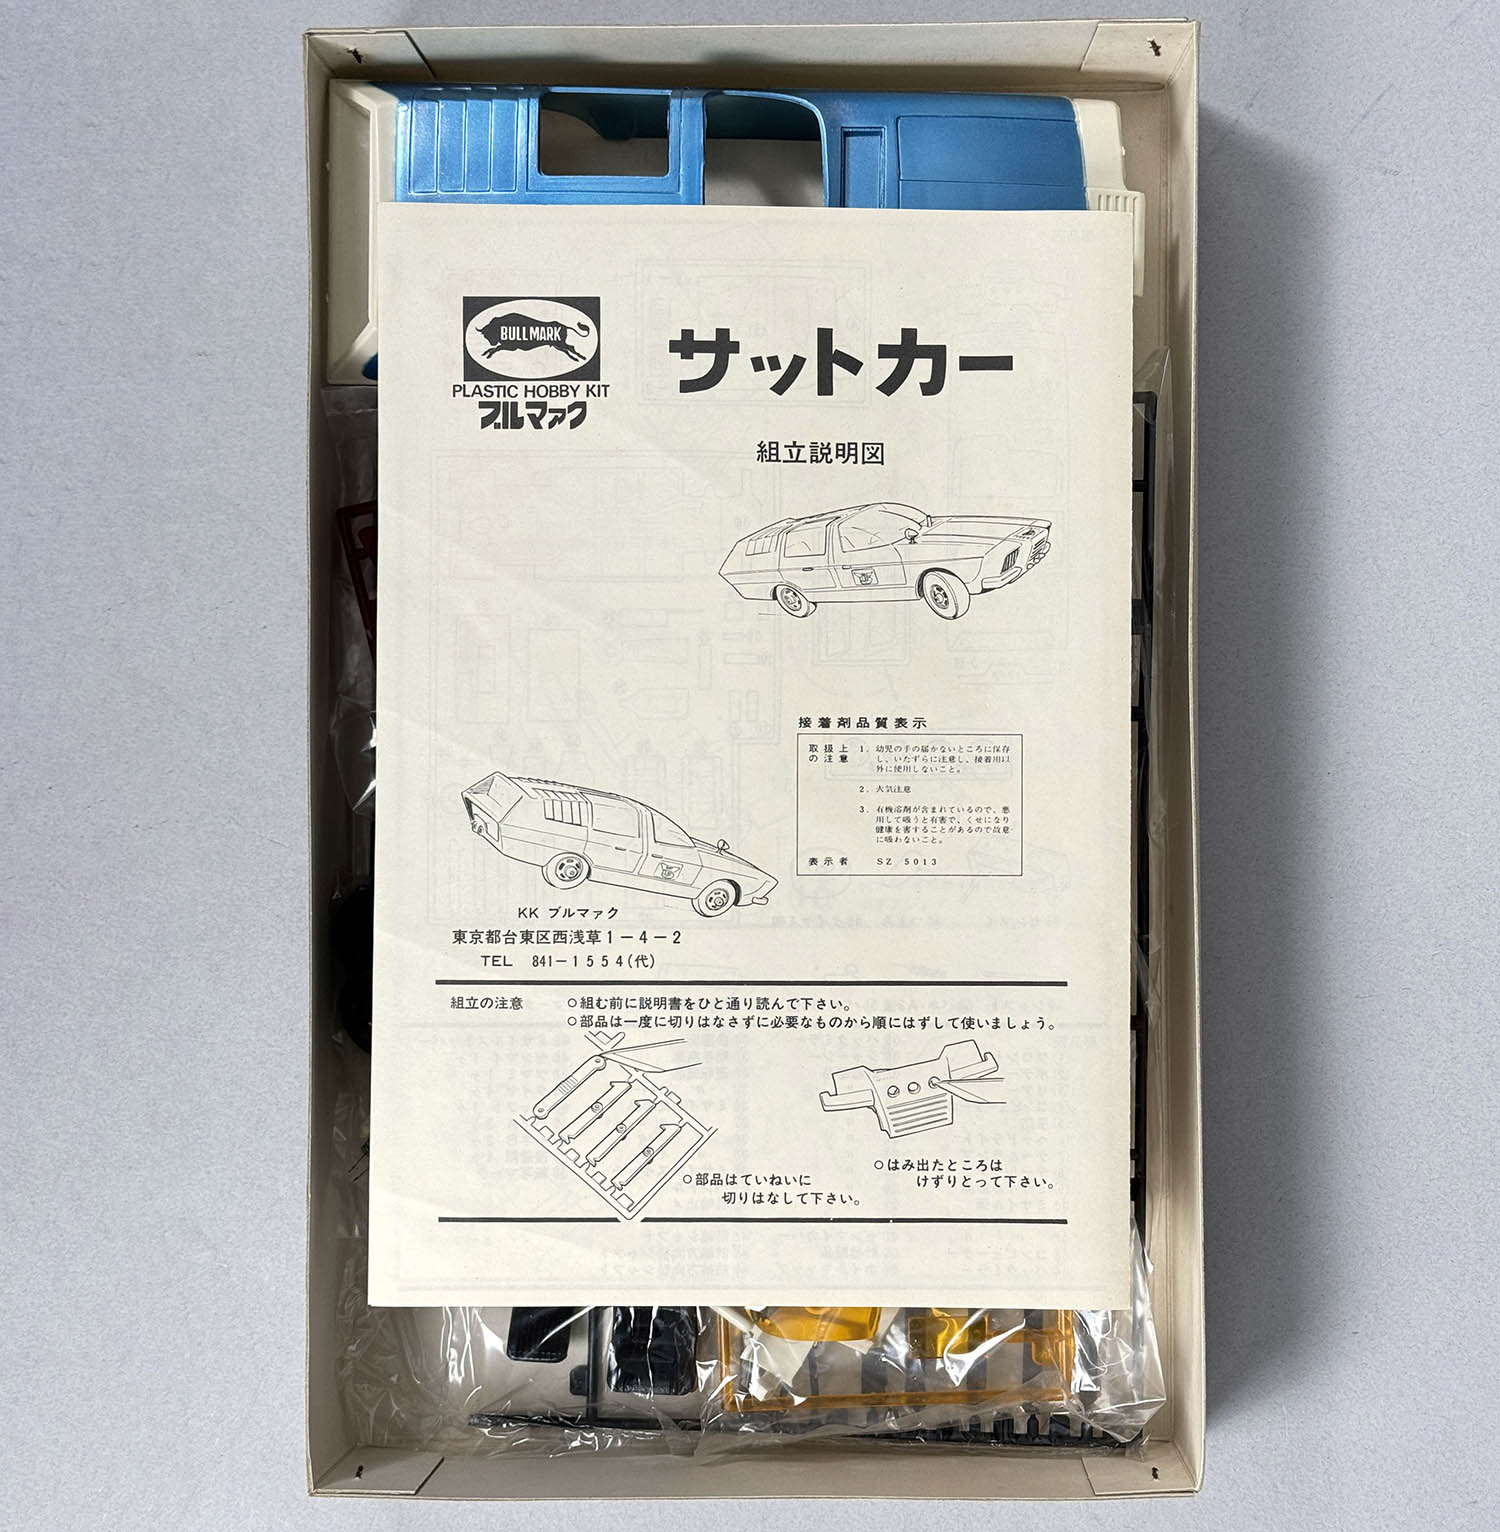 BULLMARK
PLASTIC HOBBY KIT
ブルマァク
サットカー
組立説明図
接着剤品質表示
取扱上の注意
1. 幼児の手の届かないところに保存
し、いたずらに注意し、接着用以
外に使用しないこと。
2. 火気注意
3. 有機溶剤が含まれているので、悪
用して吸うと有害で、くせになり
健康を害することがあるので故意
に吸わないこと。
表示者 SZ 5013
KK ブルマァク
東京都台東区西浅草1-4-2
TEL 841-1554(代)
組立の注意
○組む前に説明書をひと通り読んで下さい。
○部品は一度に切りはなさずに必要なものから順にはずして使いましょう。
○部品はていねいに
切りはなして下さい。
○はみ出たところは
けずりとって下さい。